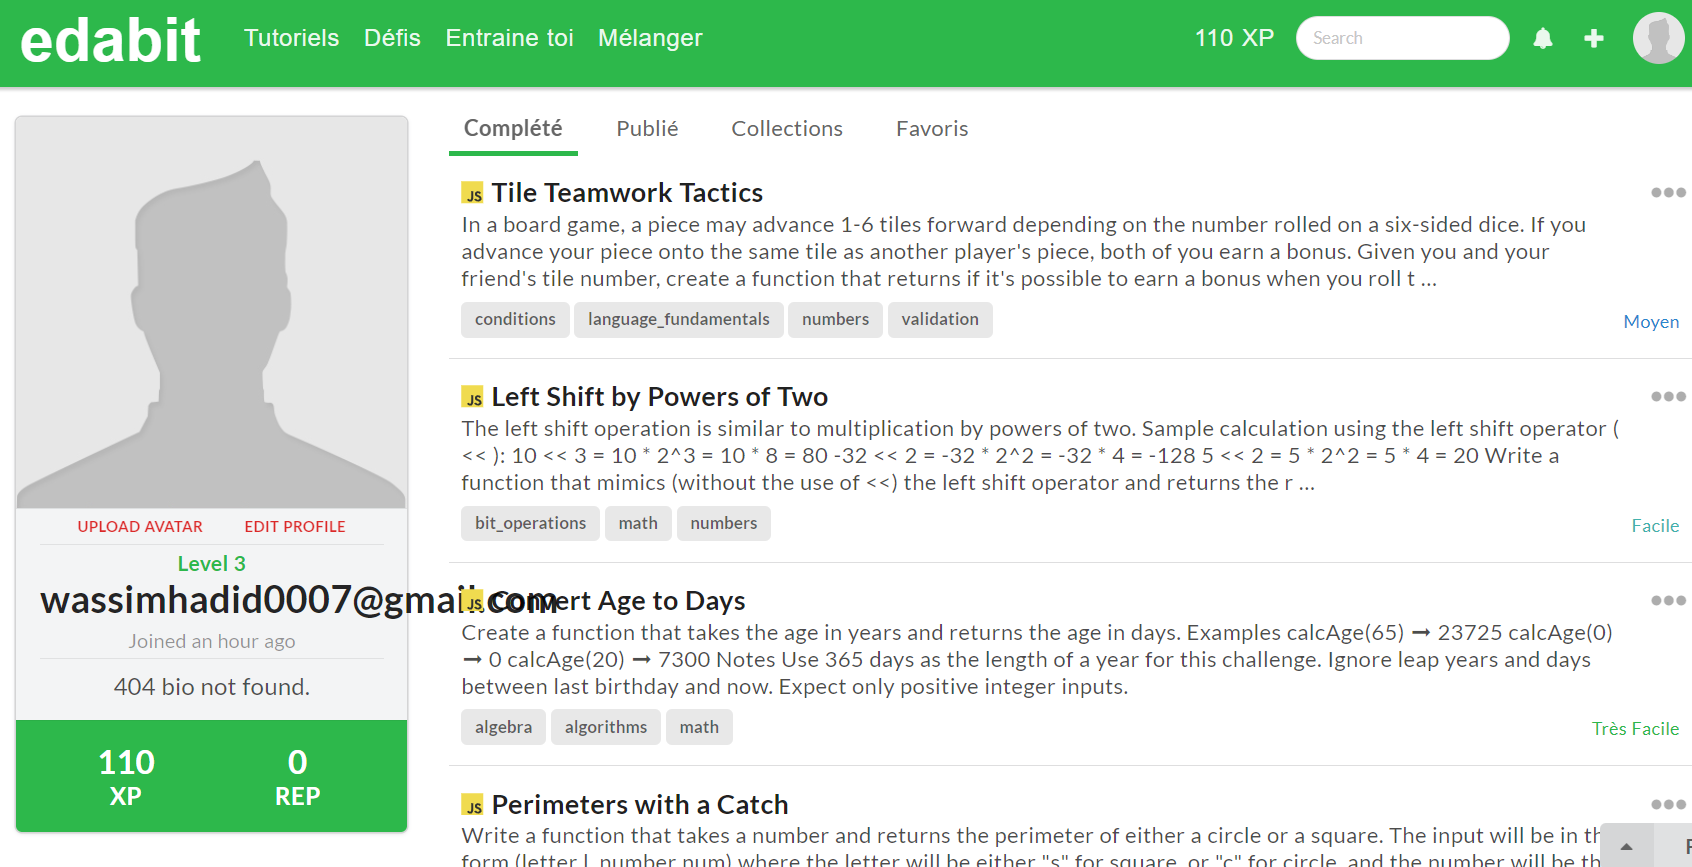 edabit
Tutoriels Défis Entraine toi Mélanger
110 XP
Search
UPLOAD AVATAR EDIT PROFILE
Level 3
wassimhadid0007@gmail.com
Joined an hour ago
404 bio not found.
110 XP
0 REP
Complété Publié Collections Favoris
JS Tile Teamwork Tactics
In a board game, a piece may advance 1-6 tiles forward depending on the number rolled on a six-sided dice. If you
advance your piece onto the same tile as another player's piece, both of you earn a bonus. Given you and your
friend's tile number, create a function that returns if it's possible to earn a bonus when you roll t ...
conditions language_fundamentals numbers validation
Moyen
JS Left Shift by Powers of Two
The left shift operation is similar to multiplication by powers of two. Sample calculation using the left shift operator (
<< ): 10 << 3 = 10 * 2^3 = 10 * 8 = 80 -32 << 2 = -32 * 2^2 = -32 * 4 = -128 5 << 2 = 5 * 2^2 = 5 * 4 = 20 Write a
function that mimics (without the use of <<) the left shift operator and returns the r ...
bit_operations math numbers
Facile
JS Convert Age to Days
Create a function that takes the age in years and returns the age in days. Examples calcAge(65) ➞ 23725 calcAge(0)
➞ 0 calcAge(20) ➞ 7300 Notes Use 365 days as the length of a year for this challenge. Ignore leap years and days
between last birthday and now. Expect only positive integer inputs.
algebra algorithms math
Très Facile
JS Perimeters with a Catch
Write a function that takes a number and returns the perimeter of either a circle or a square. The input will be in
form (letter l, number num) where the letter will be either "s" for square, or "c" for circle, and the number will be